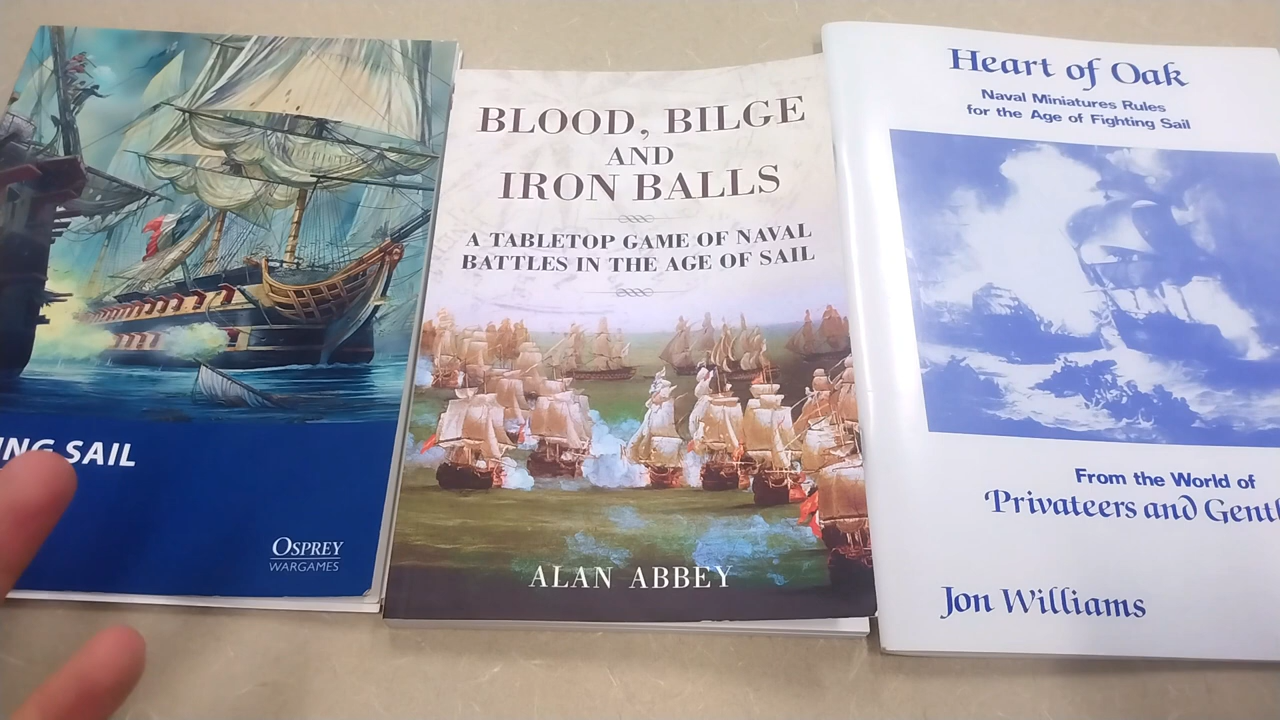 ING SAIL
OSPREY
WARGAMES
BLOOD, BILGE
AND
IRON BALLS
A TABLETOP GAME OF NAVAL
BATTLES IN THE AGE OF SAIL
ALAN ABBEY
Heart of Oak
Naval Miniatures Rules
for the Age of Fighting Sail
From the World of
Privateers and Gentl
Jon Williams